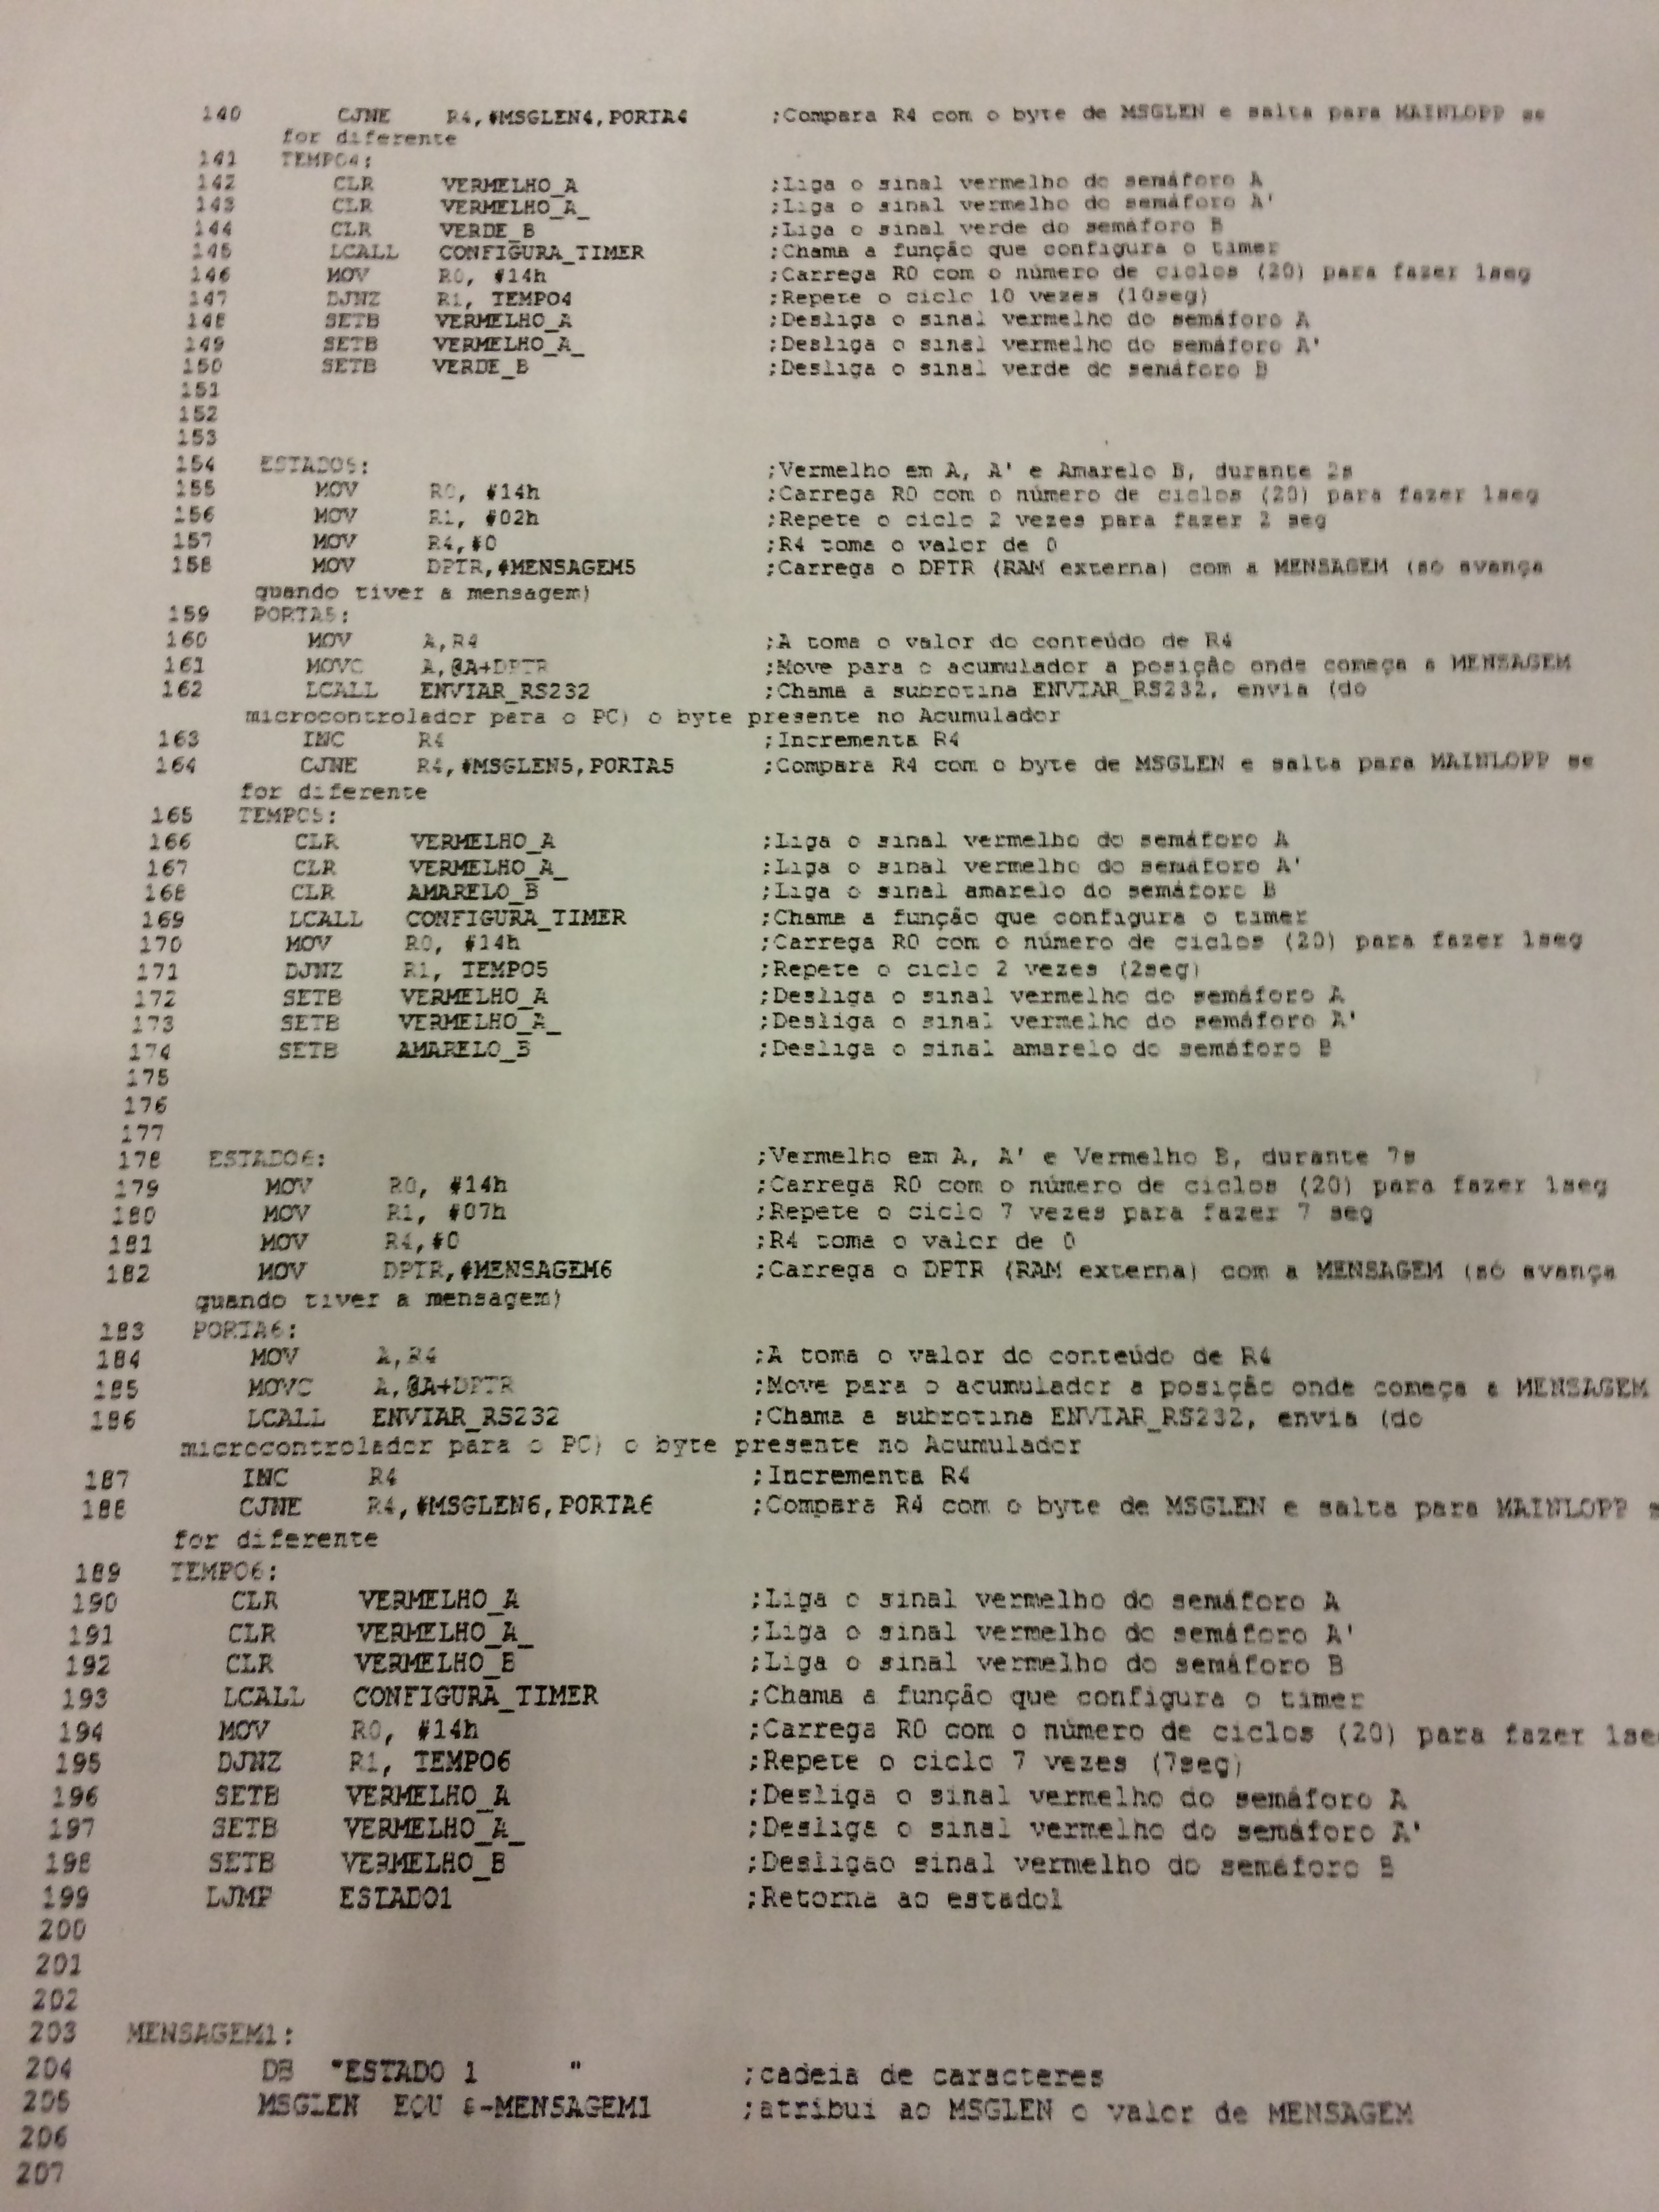 140 CJNE R4,#MSGLEN4,PORTA4 ;Compara R4 com o byte de MSGLEN e salta para MAINLOPP se
for diferente
141 TEMPO4:
142 CLR VERMELHO_A ;Liga o sinal vermelho do semáforo A
143 CLR VERMELHO_A_ ;Liga o sinal vermelho do semáforo A'
144 CLR VERDE_B ;Liga o sinal verde do semáforo B
145 LCALL CONFIGURA_TIMER ;Chama a função que configura o timer
146 MOV R0, #14h ;Carrega R0 com o número de ciclos (20) para fazer 1seg
147 DJNZ R1, TEMPO4 ;Repete o ciclo 10 vezes (10seg)
148 SETB VERMELHO_A ;Desliga o sinal vermelho do semáforo A
149 SETB VERMELHO_A_ ;Desliga o sinal vermelho do semáforo A'
150 SETB VERDE_B ;Desliga o sinal verde do semáforo B
151
152
153
154 ESTADO5: ;Vermelho em A, A' e Amarelo B, durante 2s
155 MOV R0, #14h ;Carrega R0 com o número de ciclos (20) para fazer 1seg
156 MOV R1, #02h ;Repete o ciclo 2 vezes para fazer 2 seg
157 MOV R4,#0 ;R4 toma o valor de 0
158 MOV DPTR,#MENSAGEM5 ;Carrega o DPTR (RAM externa) com a MENSAGEM (só avança
quando tiver a mensagem)
159 PORTA5:
160 MOV A,R4 ;A toma o valor do conteúdo de R4
161 MOVC A,@A+DPTR ;Move para o acumulador a posição onde começa a MENSAGEM
162 LCALL ENVIAR_RS232 ;Chama a subrotina ENVIAR_RS232, envia (do
microcontrolador para o PC) o byte presente no Acumulador
163 INC R4 ;Incrementa R4
164 CJNE R4,#MSGLEN5,PORTA5 ;Compara R4 com o byte de MSGLEN e salta para MAINLOPP se
for diferente
165 TEMPO5:
166 CLR VERMELHO_A ;Liga o sinal vermelho do semáforo A
167 CLR VERMELHO_A_ ;Liga o sinal vermelho do semáforo A'
168 CLR AMARELO_B ;Liga o sinal amarelo do semáforo B
169 LCALL CONFIGURA_TIMER ;Chama a função que configura o timer
170 MOV R0, #14h ;Carrega R0 com o número de ciclos (20) para fazer 1seg
171 DJNZ R1, TEMPO5 ;Repete o ciclo 2 vezes (2seg)
172 SETB VERMELHO_A ;Desliga o sinal vermelho do semáforo A
173 SETB VERMELHO_A_ ;Desliga o sinal vermelho do semáforo A'
174 SETB AMARELO_B ;Desliga o sinal amarelo do semáforo B
175
176
177
178 ESTADO6: ;Vermelho em A, A' e Vermelho B, durante 7s
179 MOV R0, #14h ;Carrega R0 com o número de ciclos (20) para fazer 1seg
180 MOV R1, #07h ;Repete o ciclo 7 vezes para fazer 7 seg
181 MOV R4,#0 ;R4 toma o valor de 0
182 MOV DPTR,#MENSAGEM6 ;Carrega o DPTR (RAM externa) com a MENSAGEM (só avança
quando tiver a mensagem)
183 PORTA6:
184 MOV A,R4 ;A toma o valor do conteúdo de R4
185 MOVC A,@A+DPTR ;Move para o acumulador a posição onde começa a MENSAGEM
186 LCALL ENVIAR_RS232 ;Chama a subrotina ENVIAR_RS232, envia (do
microcontrolador para o PC) o byte presente no Acumulador
187 INC R4 ;Incrementa R4
188 CJNE R4,#MSGLEN6,PORTA6 ;Compara R4 com o byte de MSGLEN e salta para MAINLOPP s
for diferente
189 TEMPO6:
190 CLR VERMELHO_A ;Liga o sinal vermelho do semáforo A
191 CLR VERMELHO_A_ ;Liga o sinal vermelho do semáforo A'
192 CLR VERMELHO_B ;Liga o sinal vermelho do semáforo B
193 LCALL CONFIGURA_TIMER ;Chama a função que configura o timer
194 MOV R0, #14h ;Carrega R0 com o número de ciclos (20) para fazer 1se
195 DJNZ R1, TEMPO6 ;Repete o ciclo 7 vezes (7seg)
196 SETB VERMELHO_A ;Desliga o sinal vermelho do semáforo A
197 SETB VERMELHO_A_ ;Desliga o sinal vermelho do semáforo A'
198 SETB VERMELHO_B ;Desligao sinal vermelho do semáforo B
199 LJMP ESTADO1 ;Retorna ao estado1
200
201
202
203 MENSAGEM1:
204 DB "ESTADO 1 " ;cadeia de caracteres
205 MSGLEN EQU $-MENSAGEM1 ;atribui ao MSGLEN o valor de MENSAGEM
206
207